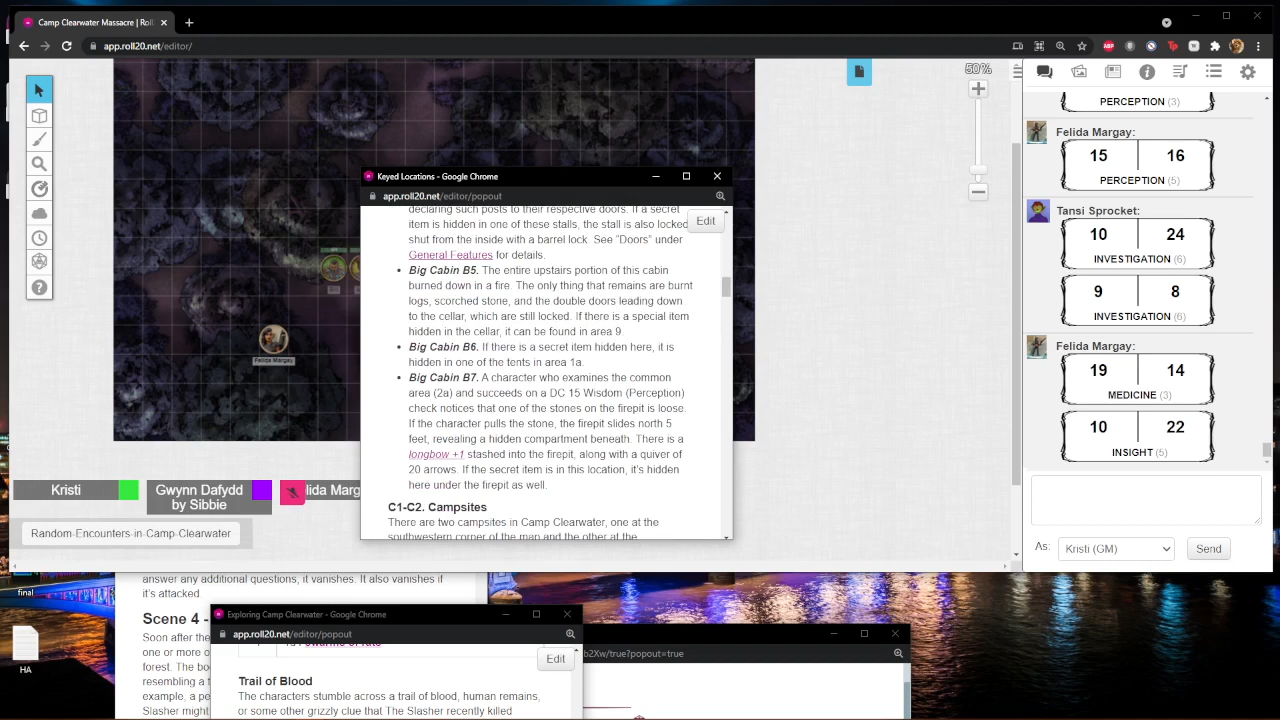 Camp Clearwater Massacre | Roll
app.roll20.net/editor/
50%
PERCEPTION (3)
Felida Margay:
15 16
PERCEPTION (5)
Tansi Sprocket:
10 24
INVESTIGATION (6)
9 8
INVESTIGATION (6)
Felida Margay:
19 14
MEDICINE (3)
10 22
INSIGHT (5)
As: Kristi (GM) Send
Felida Margay
Keyed Locations - Google Chrome
app.roll20.net/editor/popout
Edit
declaring such posts to their respective doors. If a secret
item is hidden in one of these stalls, the stall is also locked
shut from the inside with a barrel lock. See "Doors" under
General Features for details.
• Big Cabin B5. The entire upstairs portion of this cabin
burned down in a fire. The only thing that remains are burnt
logs, scorched stone, and the double doors leading down
to the cellar, which are still locked. If there is a special item
hidden in the cellar, it can be found in area 9.
• Big Cabin B6. If there is a secret item hidden here, it is
hidden in one of the tents in area 1a.
• Big Cabin B7. A character who examines the common
area (2a) and succeeds on a DC 15 Wisdom (Perception)
check notices that one of the stones on the firepit is loose.
If the character pulls the stone, the firepit slides north 5
feet, revealing a hidden compartment beneath. There is a
longbow +1 stashed into the firepit, along with a quiver of
20 arrows. If the secret item is in this location, it's hidden
here under the firepit as well.
C1-C2. Campsites
There are two campsites in Camp Clearwater, one at the
southwestern corner of the map and the other at the
Kristi
Gwynn Dafydd
by Sibbie
lida Marg
Random-Encounters-in-Camp-Clearwater
final
HA
answer any additional questions, it vanishes. It also vanishes if
it's attacked.
Scene 4 -
Soon after the
one or more o
forest. The bo
resembling a
example, a pe
Slasher might
Exploring Camp Clearwater - Google Chrome
app.roll20.net/editor/popout
Edit
Trail of Blood
The characters stumble across a trail of blood, human remains,
or some other grizzly clue that The Slasher recently killed
b2Xw/true?popout=true